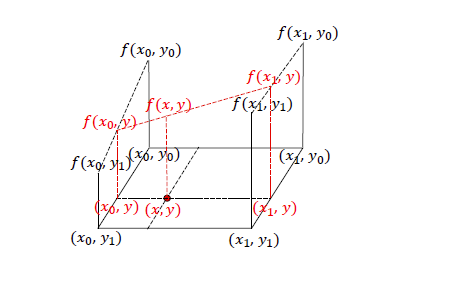 f(x₁, y₀)
f(x₀, y₀)
f(x₁, y)
f(x, y)
f(x₁, y₁)
f(x₀, y)
f(x₀, y₁)
(x₀, y₀)
(x₁, y₀)
(x₀, y)
(x, y)
(x₁, y)
(x₀, y₁)
(x₁, y₁)